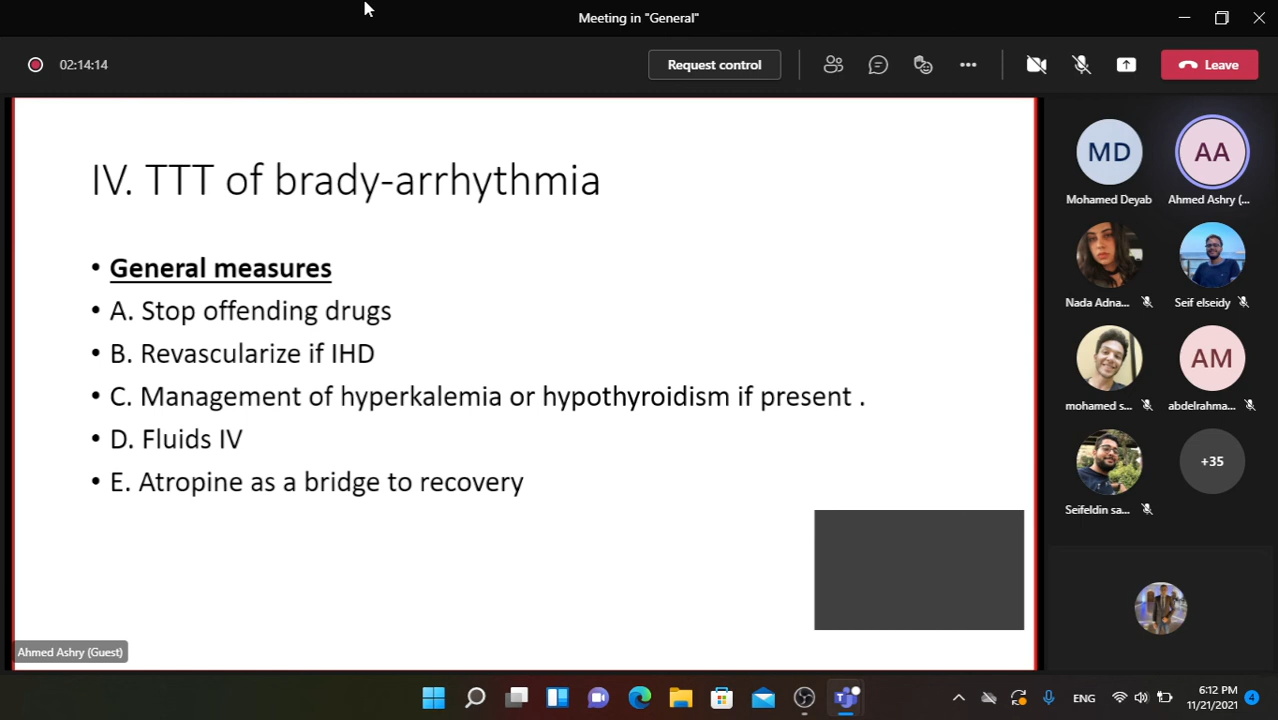 Meeting in "General"
02:14:14
Request control
Leave
IV. TTT of brady-arrhythmia
• General measures
• A. Stop offending drugs
• B. Revascularize if IHD
• C. Management of hyperkalemia or hypothyroidism if present .
• D. Fluids IV
• E. Atropine as a bridge to recovery
Ahmed Ashry (Guest)
MD
AA
Mohamed Deyab
Ahmed Ashry (...
Nada Adna...
Seif elseidy
AM
mohamed s...
abdelrahma...
+35
Seifeldin sa...
ENG
6:12 PM
11/21/2021
4